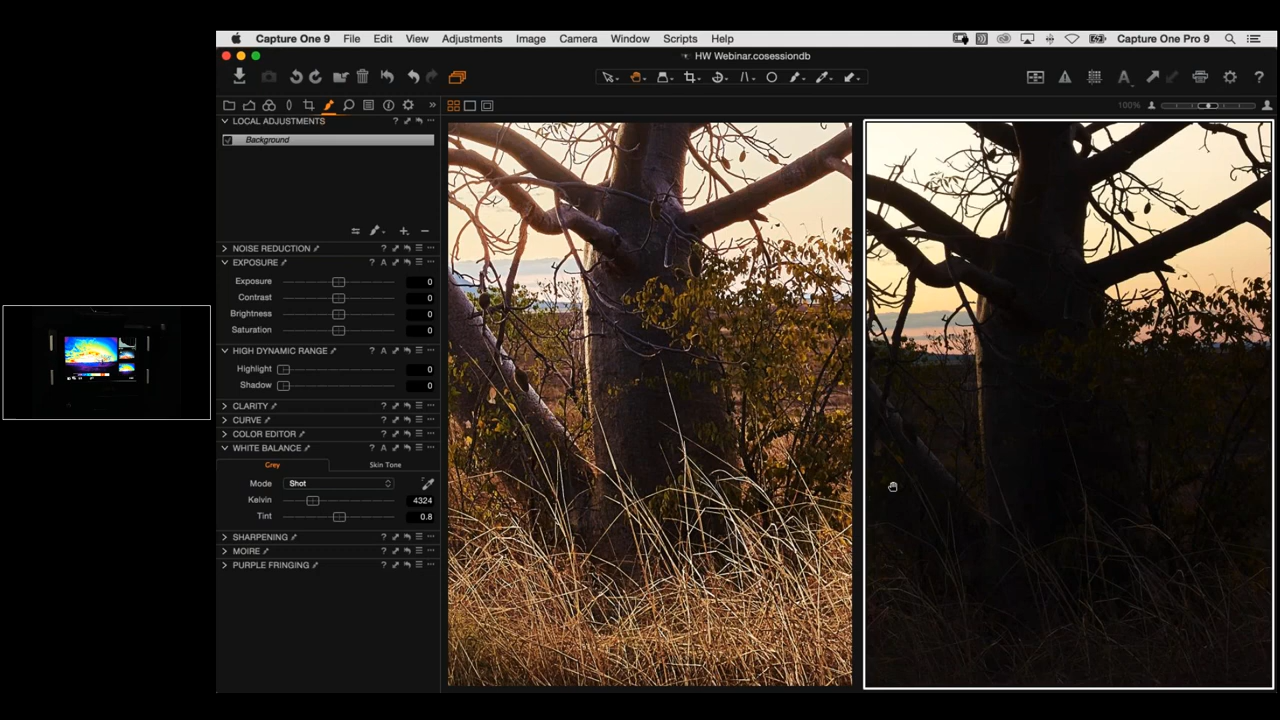 Capture One 9 File Edit View Adjustments Image Camera Window Scripts Help Capture One Pro 9
HW Webinar.cosessiondb
100%
LOCAL ADJUSTMENTS ?
Background
NOISE REDUCTION ?
EXPOSURE ? A
Exposure 0
Contrast 0
Brightness 0
Saturation 0
HIGH DYNAMIC RANGE ? A
Highlight 0
Shadow 0
CLARITY ?
CURVE ?
COLOR EDITOR ?
WHITE BALANCE ? A
Grey Skin Tone
Mode Shot
Kelvin 4324
Tint 0.8
SHARPENING ?
MOIRE ?
PURPLE FRINGING ?